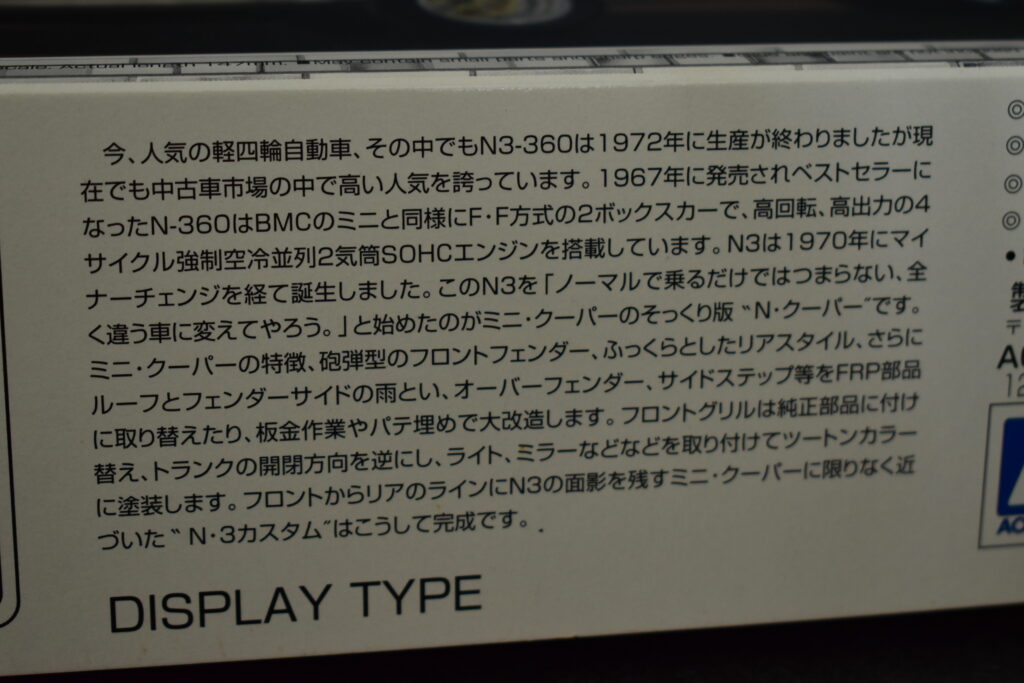 今、人気の軽四輪自動車、その中でもN3-360は1972年に生産が終わりましたが現
在でも中古車市場の中で高い人気を誇っています。1967年に発売されベストセラーに
なったN-360はBMCのミニと同様にF・F方式の2ボックスカーで、高回転、高出力の4
サイクル強制空冷並列2気筒SOHCエンジンを搭載しています。N3は1970年にマイ
ナーチェンジを経て誕生しました。このN3を「ノーマルで乗るだけではつまらない、全
く違う車に変えてやろう。」と始めたのがミニ・クーパーのそっくり版〝N・クーパー〟です。
ミニ・クーパーの特徴、砲弾型のフロントフェンダー、ふっくらとしたリアスタイル、さらに
ルーフとフェンダーサイドの雨とい、オーバーフェンダー、サイドステップ等をFRP部品
に取り替えたり、板金作業やパテ埋めで大改造します。フロントグリルは純正部品に付け
替え、トランクの開閉方向を逆にし、ライト、ミラーなどなどを取り付けてツートンカラー
に塗装します。フロントからリアのラインにN3の面影を残すミニ・クーパーに限りなく近
づいた〝N・3カスタム〟はこうして完成です。
DISPLAY TYPE
◎
◎
◎
◎
〒
12